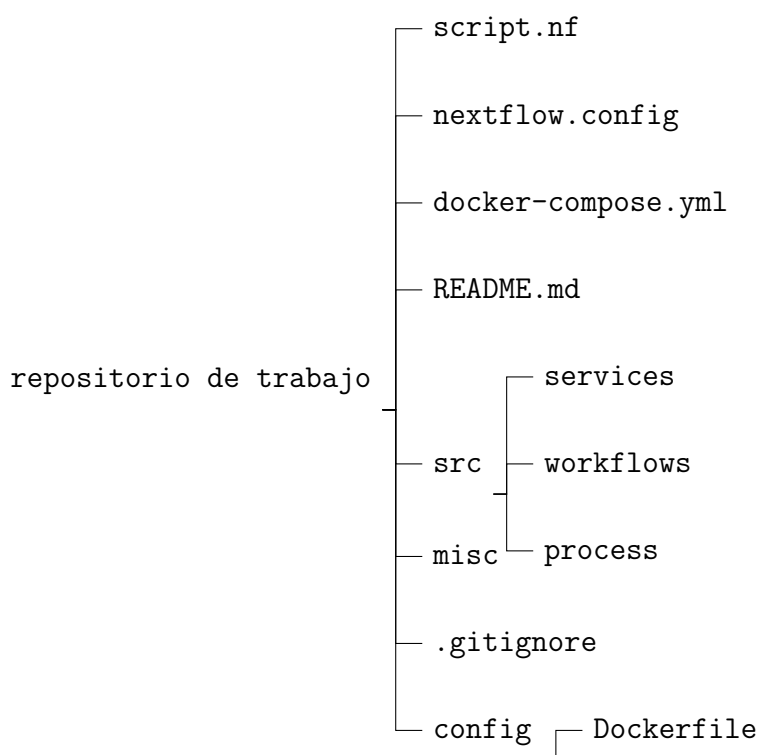 script.nf
nextflow.config
docker-compose.yml
README.md
repositorio de trabajo
services
src
workflows
misc
process
.gitignore
config
Dockerfile